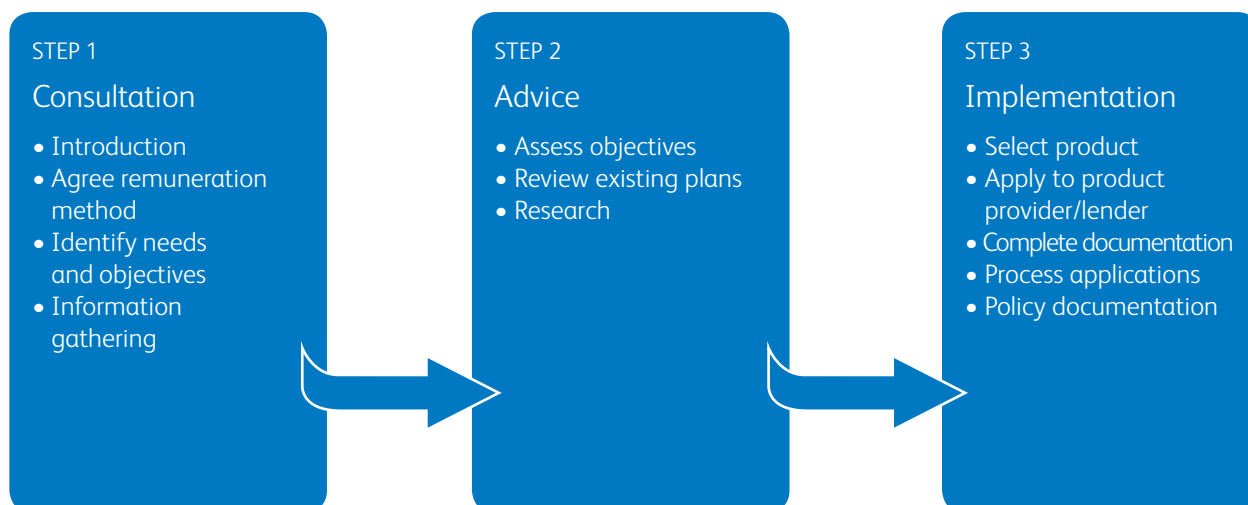 STEP 1
Consultation
• Introduction
• Agree remuneration
method
• Identify needs
and objectives
• Information
gathering
STEP 2
Advice
• Assess objectives
• Review existing plans
• Research
STEP 3
Implementation
• Select product
• Apply to product
provider/lender
• Complete documentation
• Process applications
• Policy documentation